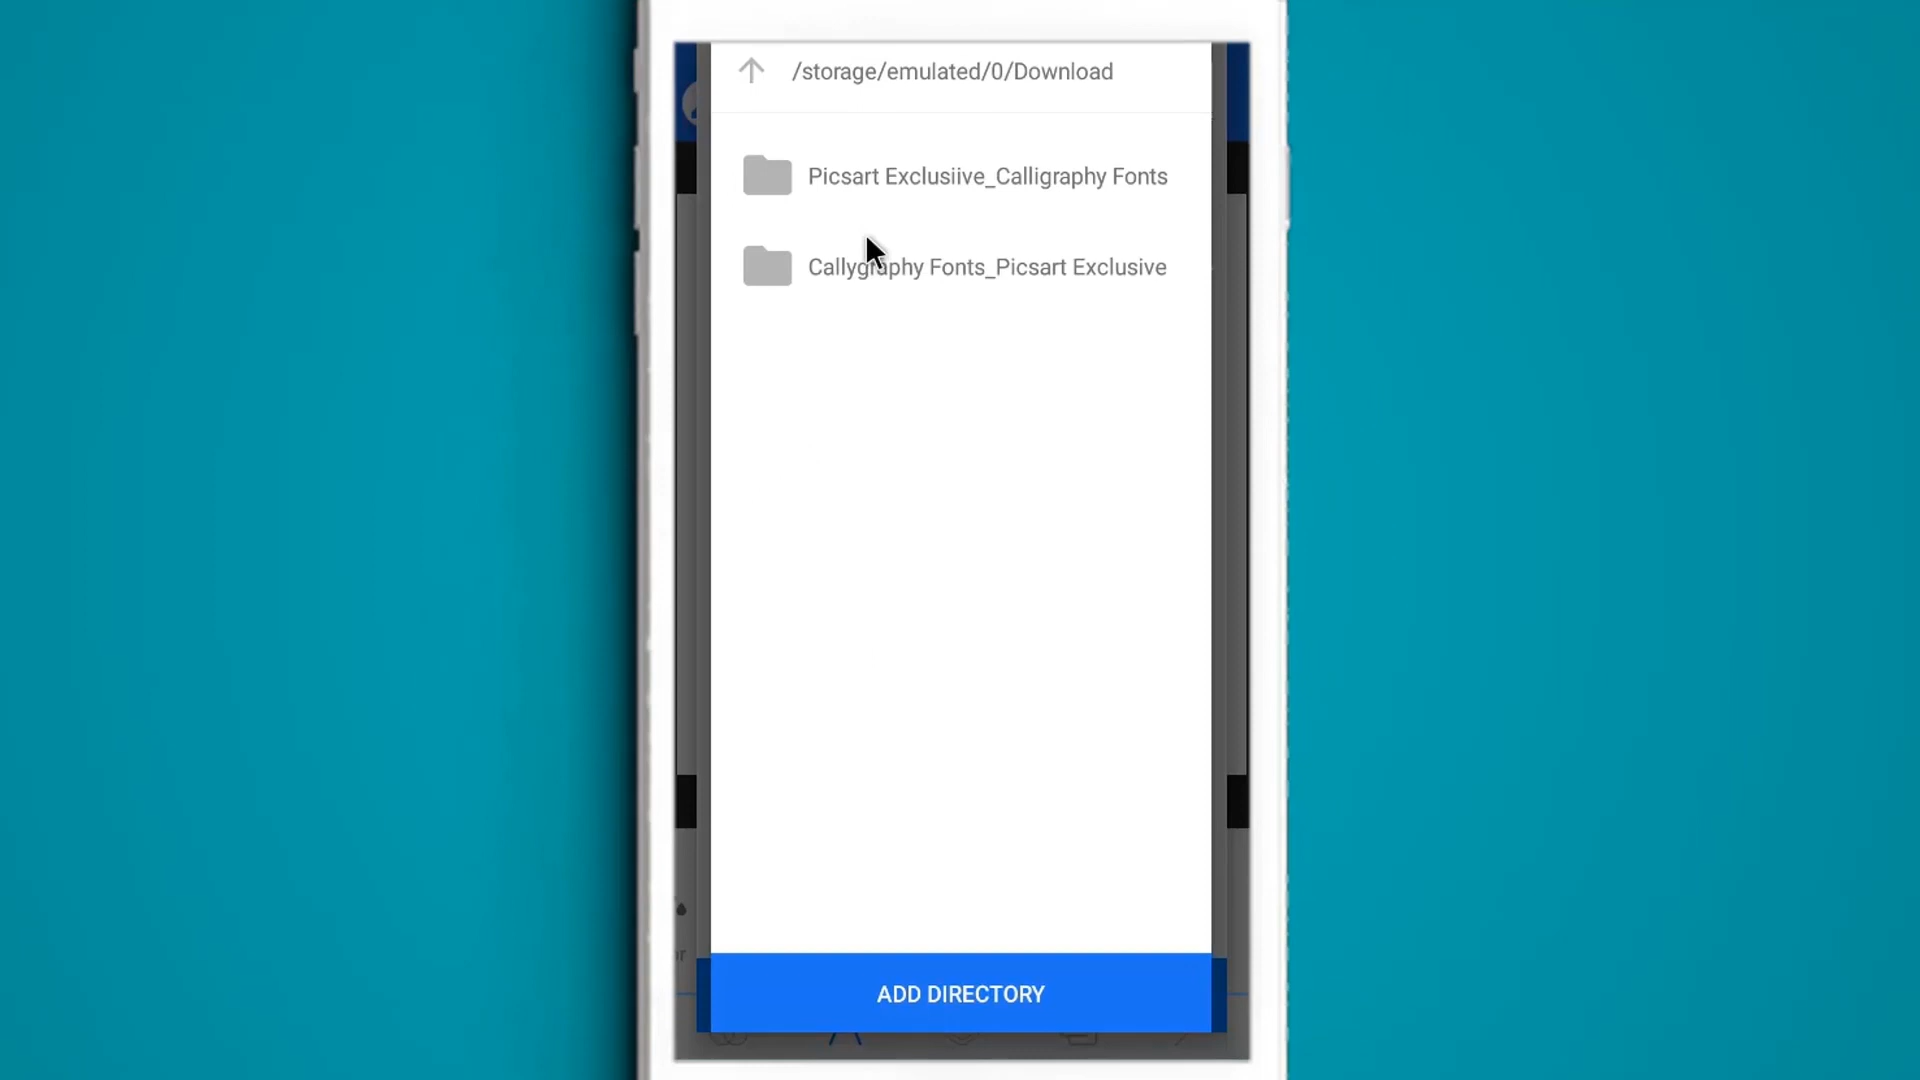 /storage/emulated/0/Download
Picsart Exclusiive_Calligraphy Fonts
Callygraphy Fonts_Picsart Exclusive
ADD DIRECTORY